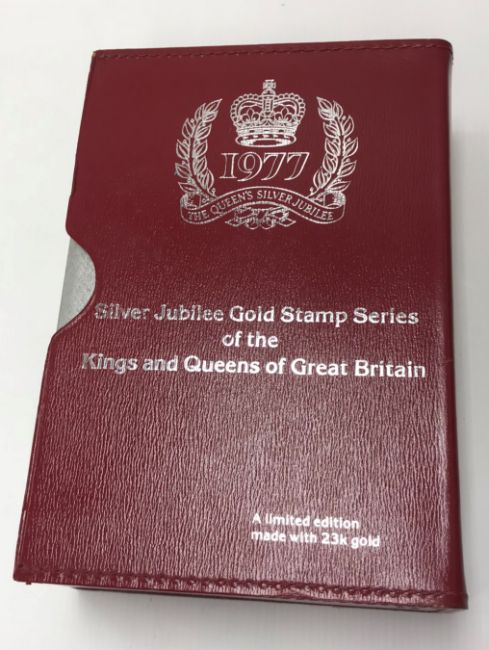 1977
THE QUEEN'S SILVER JUBILEE
Silver Jubilee Gold Stamp Series
of the
Kings and Queens of Great Britain
A limited edition
made with 23k gold